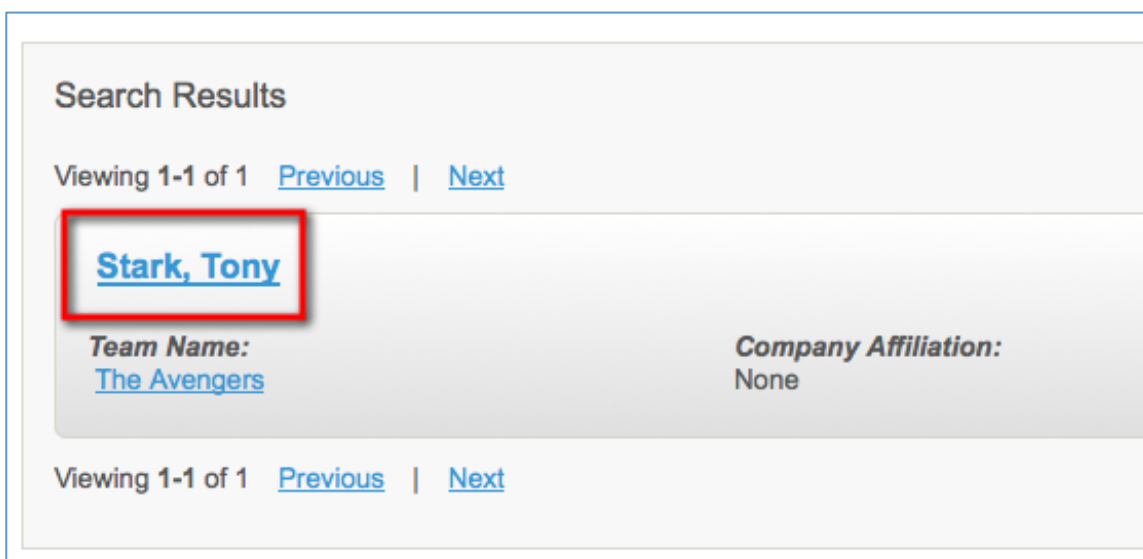 Search Results
Viewing 1-1 of 1 Previous | Next
Stark, Tony
Team Name: Company Affiliation:
The Avengers None
Viewing 1-1 of 1 Previous | Next